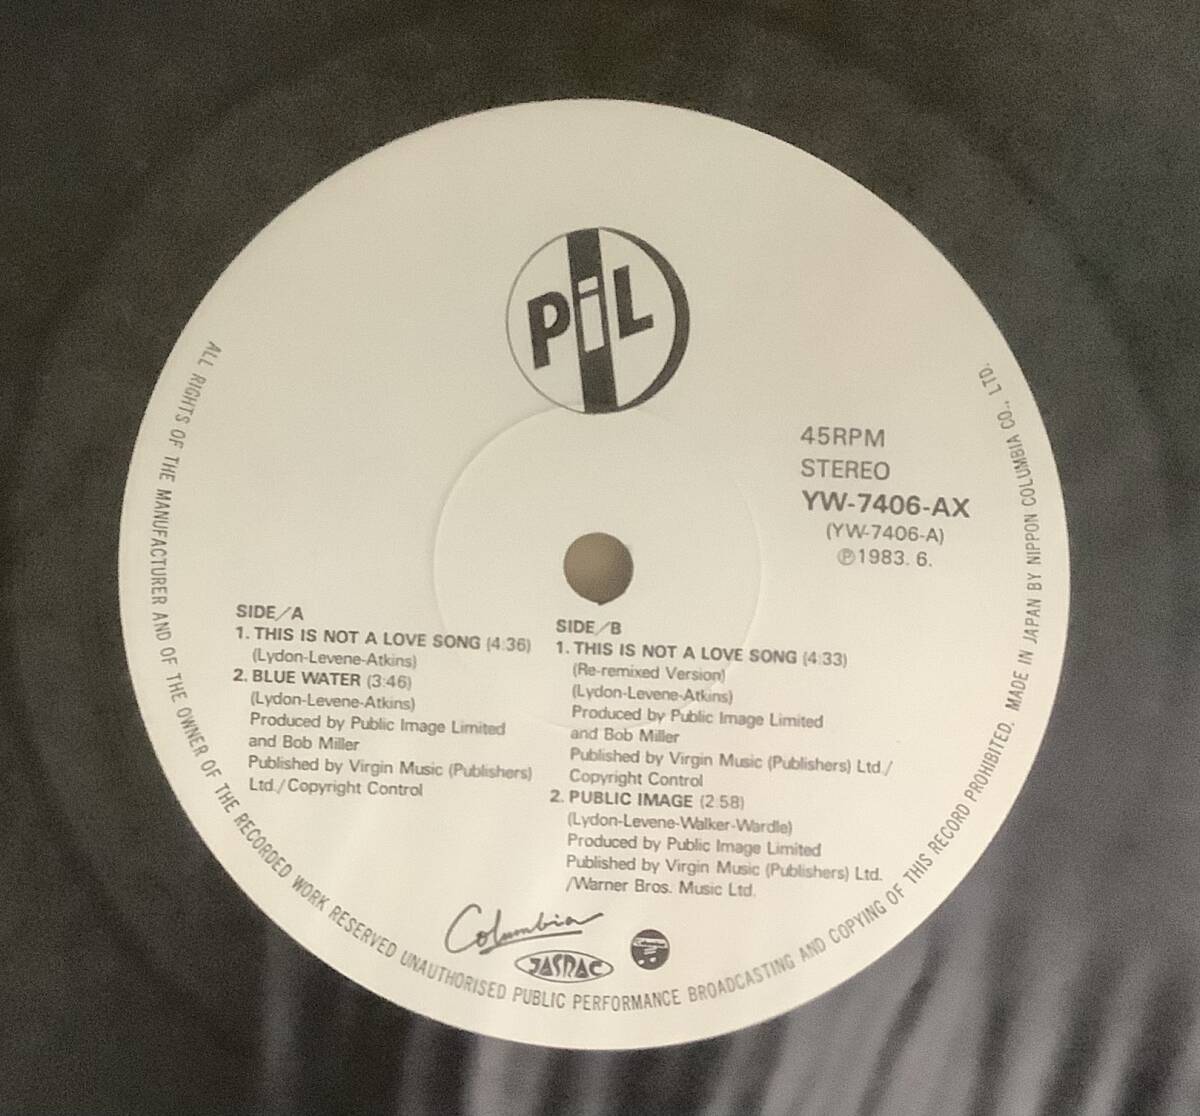 PiL
45RPM
STEREO
YW-7406-AX
(YW-7406-A)
Ⓟ1983. 6.
SIDE/A
1. THIS IS NOT A LOVE SONG (4:36)
(Lydon-Levene-Atkins)
2. BLUE WATER (3:46)
(Lydon-Levene-Atkins)
Produced by Public Image Limited
and Bob Miller
Published by Virgin Music (Publishers)
Ltd./Copyright Control
SIDE/B
1. THIS IS NOT A LOVE SONG (4:33)
(Re-remixed Version)
(Lydon-Levene-Atkins)
Produced by Public Image Limited
and Bob Miller
Published by Virgin Music (Publishers) Ltd./
Copyright Control
2. PUBLIC IMAGE (2:58)
(Lydon-Levene-Walker-Wardle)
Produced by Public Image Limited
Published by Virgin Music (Publishers) Ltd.
/Warner Bros. Music Ltd.
Columbia
JASRAC
ALL RIGHTS OF THE MANUFACTURER AND OF THE OWNER OF THE RECORDED WORK RESERVED UNAUTHORISED PUBLIC PERFORMANCE BROADCASTING AND COPYING OF THIS RECORD PROHIBITED. MADE IN JAPAN BY NIPPON COLUMBIA CO., LTD.